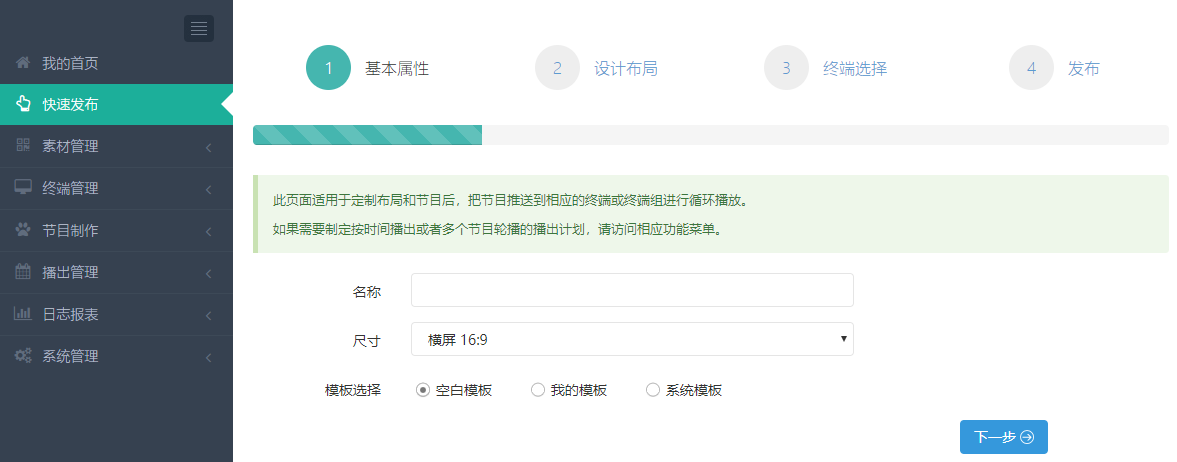 我的首页
快速发布
素材管理
终端管理
节目制作
播出管理
日志报表
系统管理
1 基本属性 2 设计布局 3 终端选择 4 发布
此页面适用于定制布局和节目后，把节目推送到相应的终端或终端组进行循环播放。
如果需要制定按时间播出或者多个节目轮播的播出计划，请访问相应功能菜单。
名称
尺寸 横屏 16:9
模板选择 空白模板 我的模板 系统模板
下一步